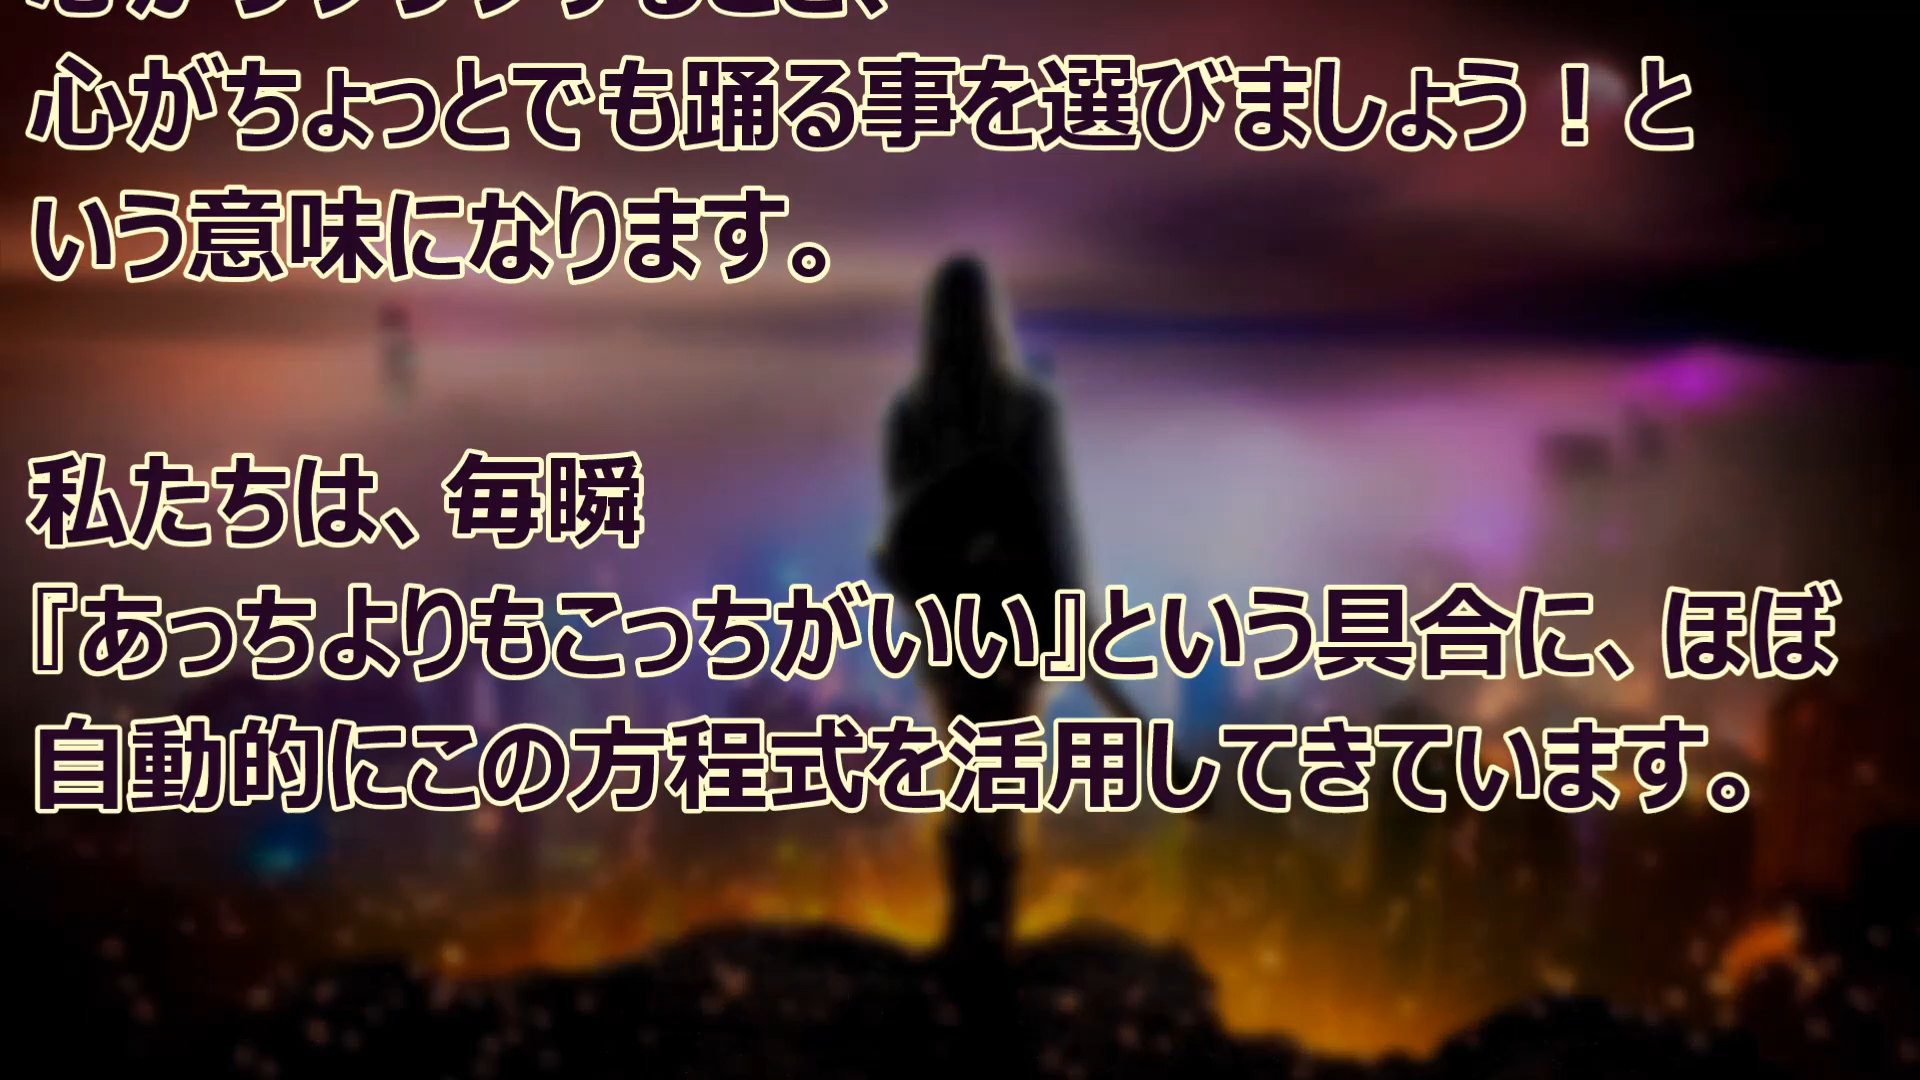 心がちょっとでも踊る事を選びましょう！と
いう意味になります。
私たちは、毎瞬
『あっちよりもこっちがいい』という具合に、ほぼ
自動的にこの方程式を活用してきています。